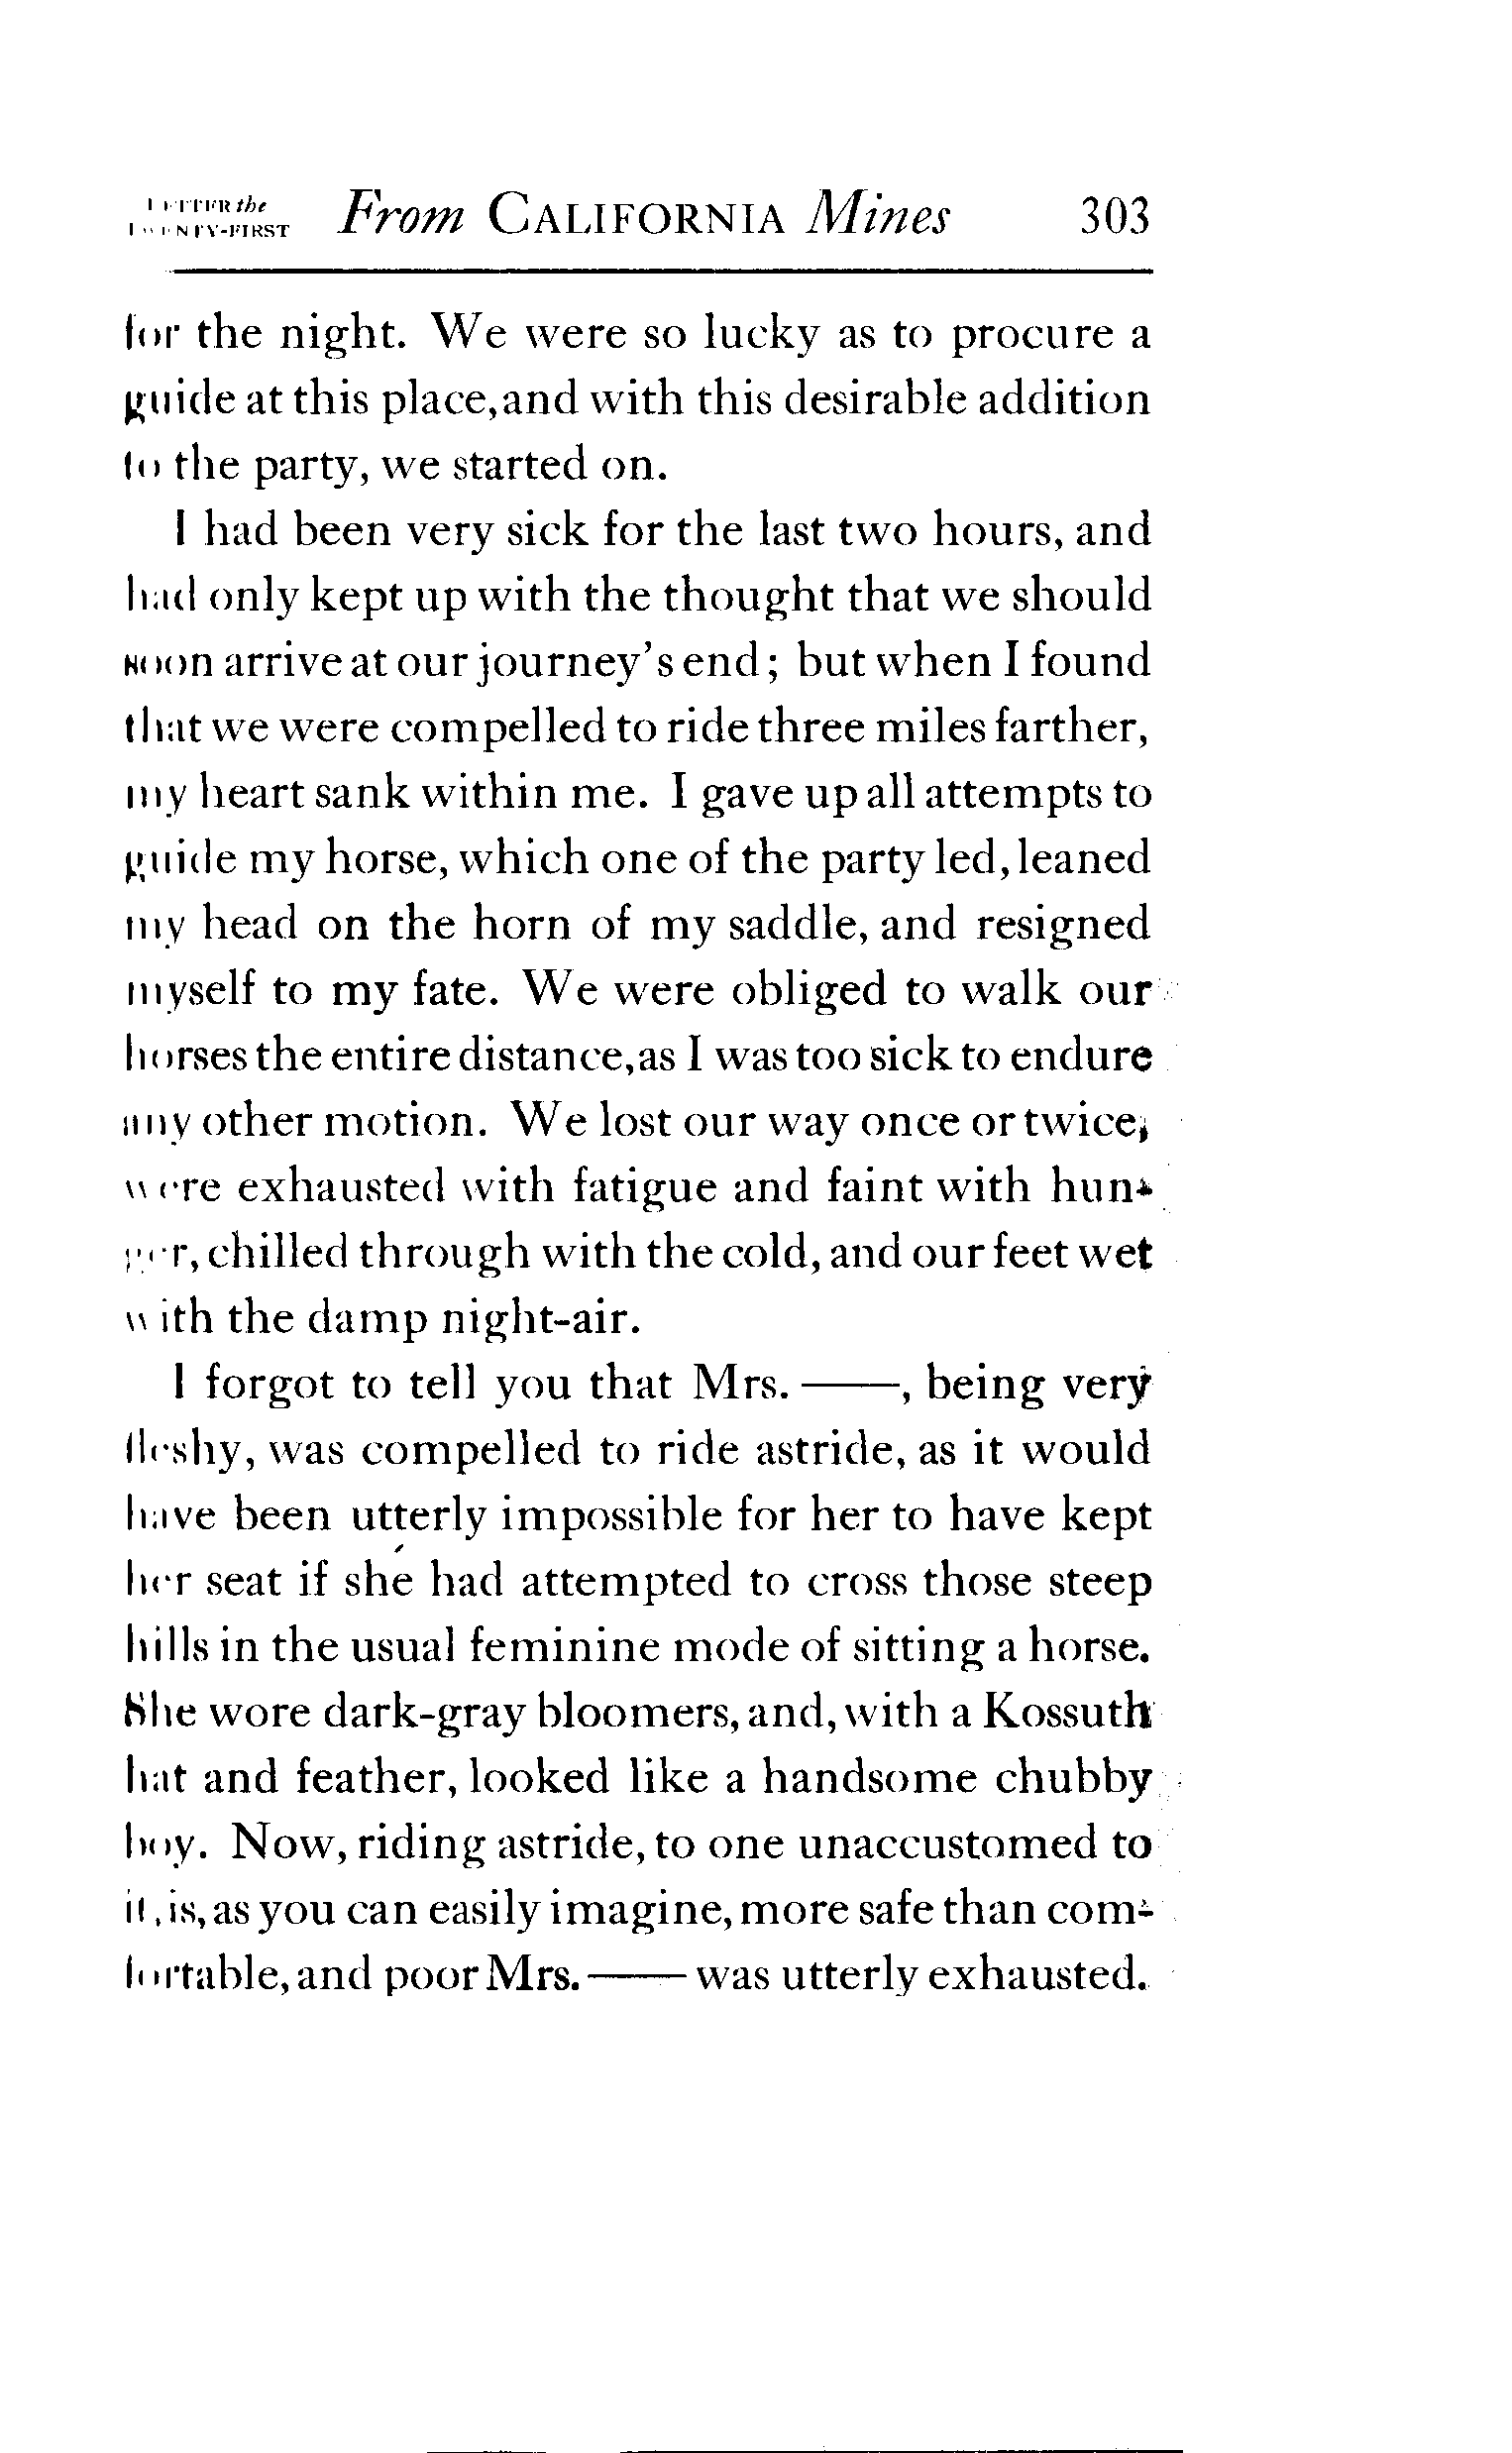 LETTER the
TWENTY-FIRST From CALIFORNIA Mines 303
for the night. We were so lucky as to procure a
guide at this place, and with this desirable addition
to the party, we started on.
I had been very sick for the last two hours, and
had only kept up with the thought that we should
soon arrive at our journey's end; but when I found
that we were compelled to ride three miles farther,
my heart sank within me. I gave up all attempts to
guide my horse, which one of the party led, leaned
my head on the horn of my saddle, and resigned
myself to my fate. We were obliged to walk our
horses the entire distance, as I was too sick to endure
any other motion. We lost our way once or twice,
were exhausted with fatigue and faint with hun-
ger, chilled through with the cold, and our feet wet
with the damp night-air.
I forgot to tell you that Mrs. ——, being very
fleshy, was compelled to ride astride, as it would
have been utterly impossible for her to have kept
her seat if she had attempted to cross those steep
hills in the usual feminine mode of sitting a horse.
She wore dark-gray bloomers, and, with a Kossuth
hat and feather, looked like a handsome chubby
boy. Now, riding astride, to one unaccustomed to
it, is, as you can easily imagine, more safe than com-
fortable, and poor Mrs. —— was utterly exhausted.